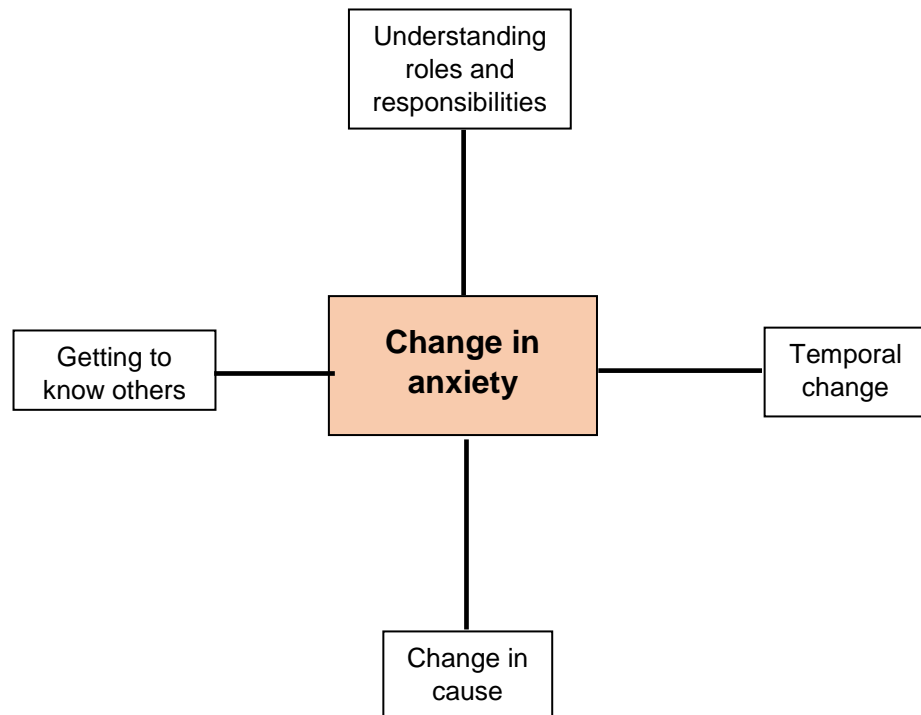 Understanding
roles and
responsibilities
Getting to
know others
Change in
anxiety
Temporal
change
Change in
cause